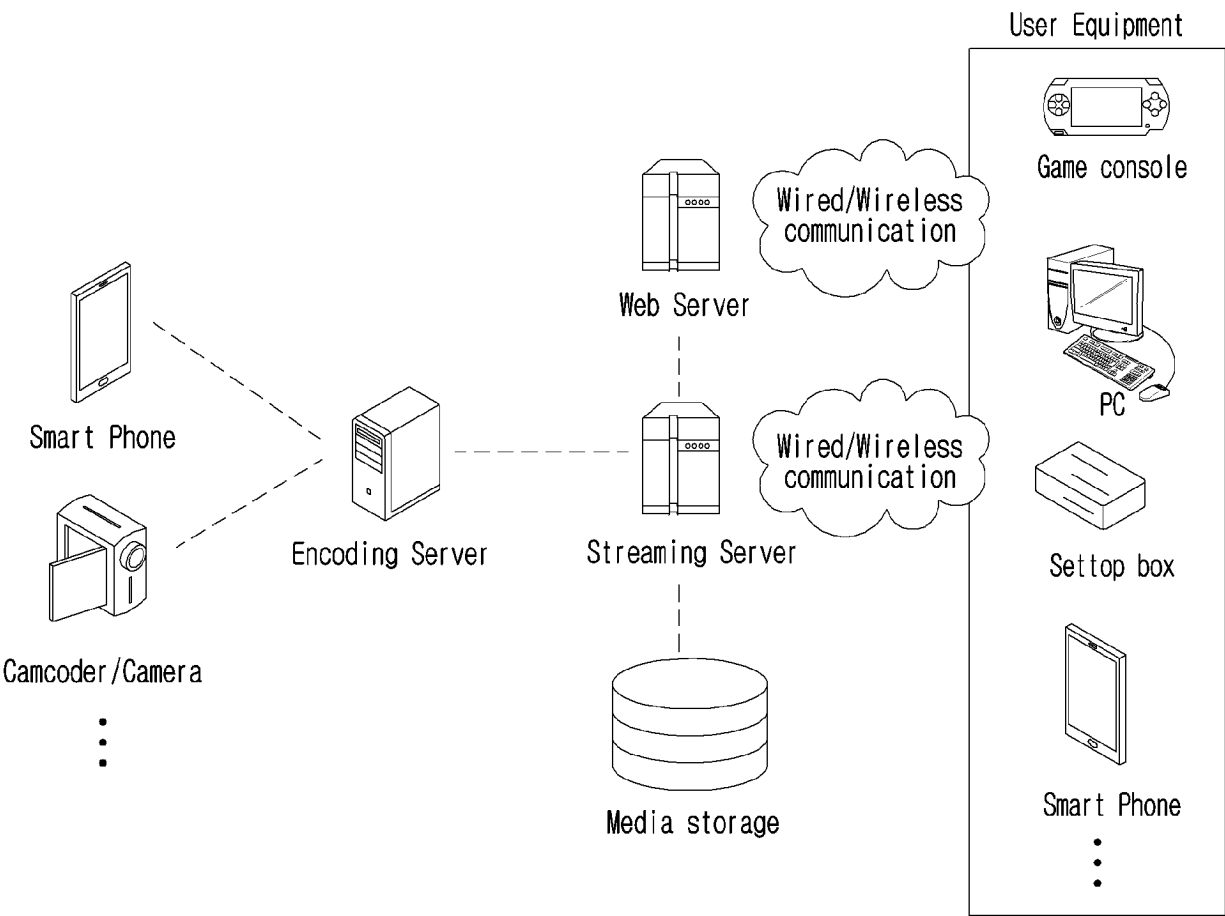 User Equipment
Game console
Wired/Wireless
communication
Web Server
PC
Smart Phone
Wired/Wireless
communication
Encoding Server
Streaming Server
Settop box
Camcoder/Camera
Media storage
Smart Phone